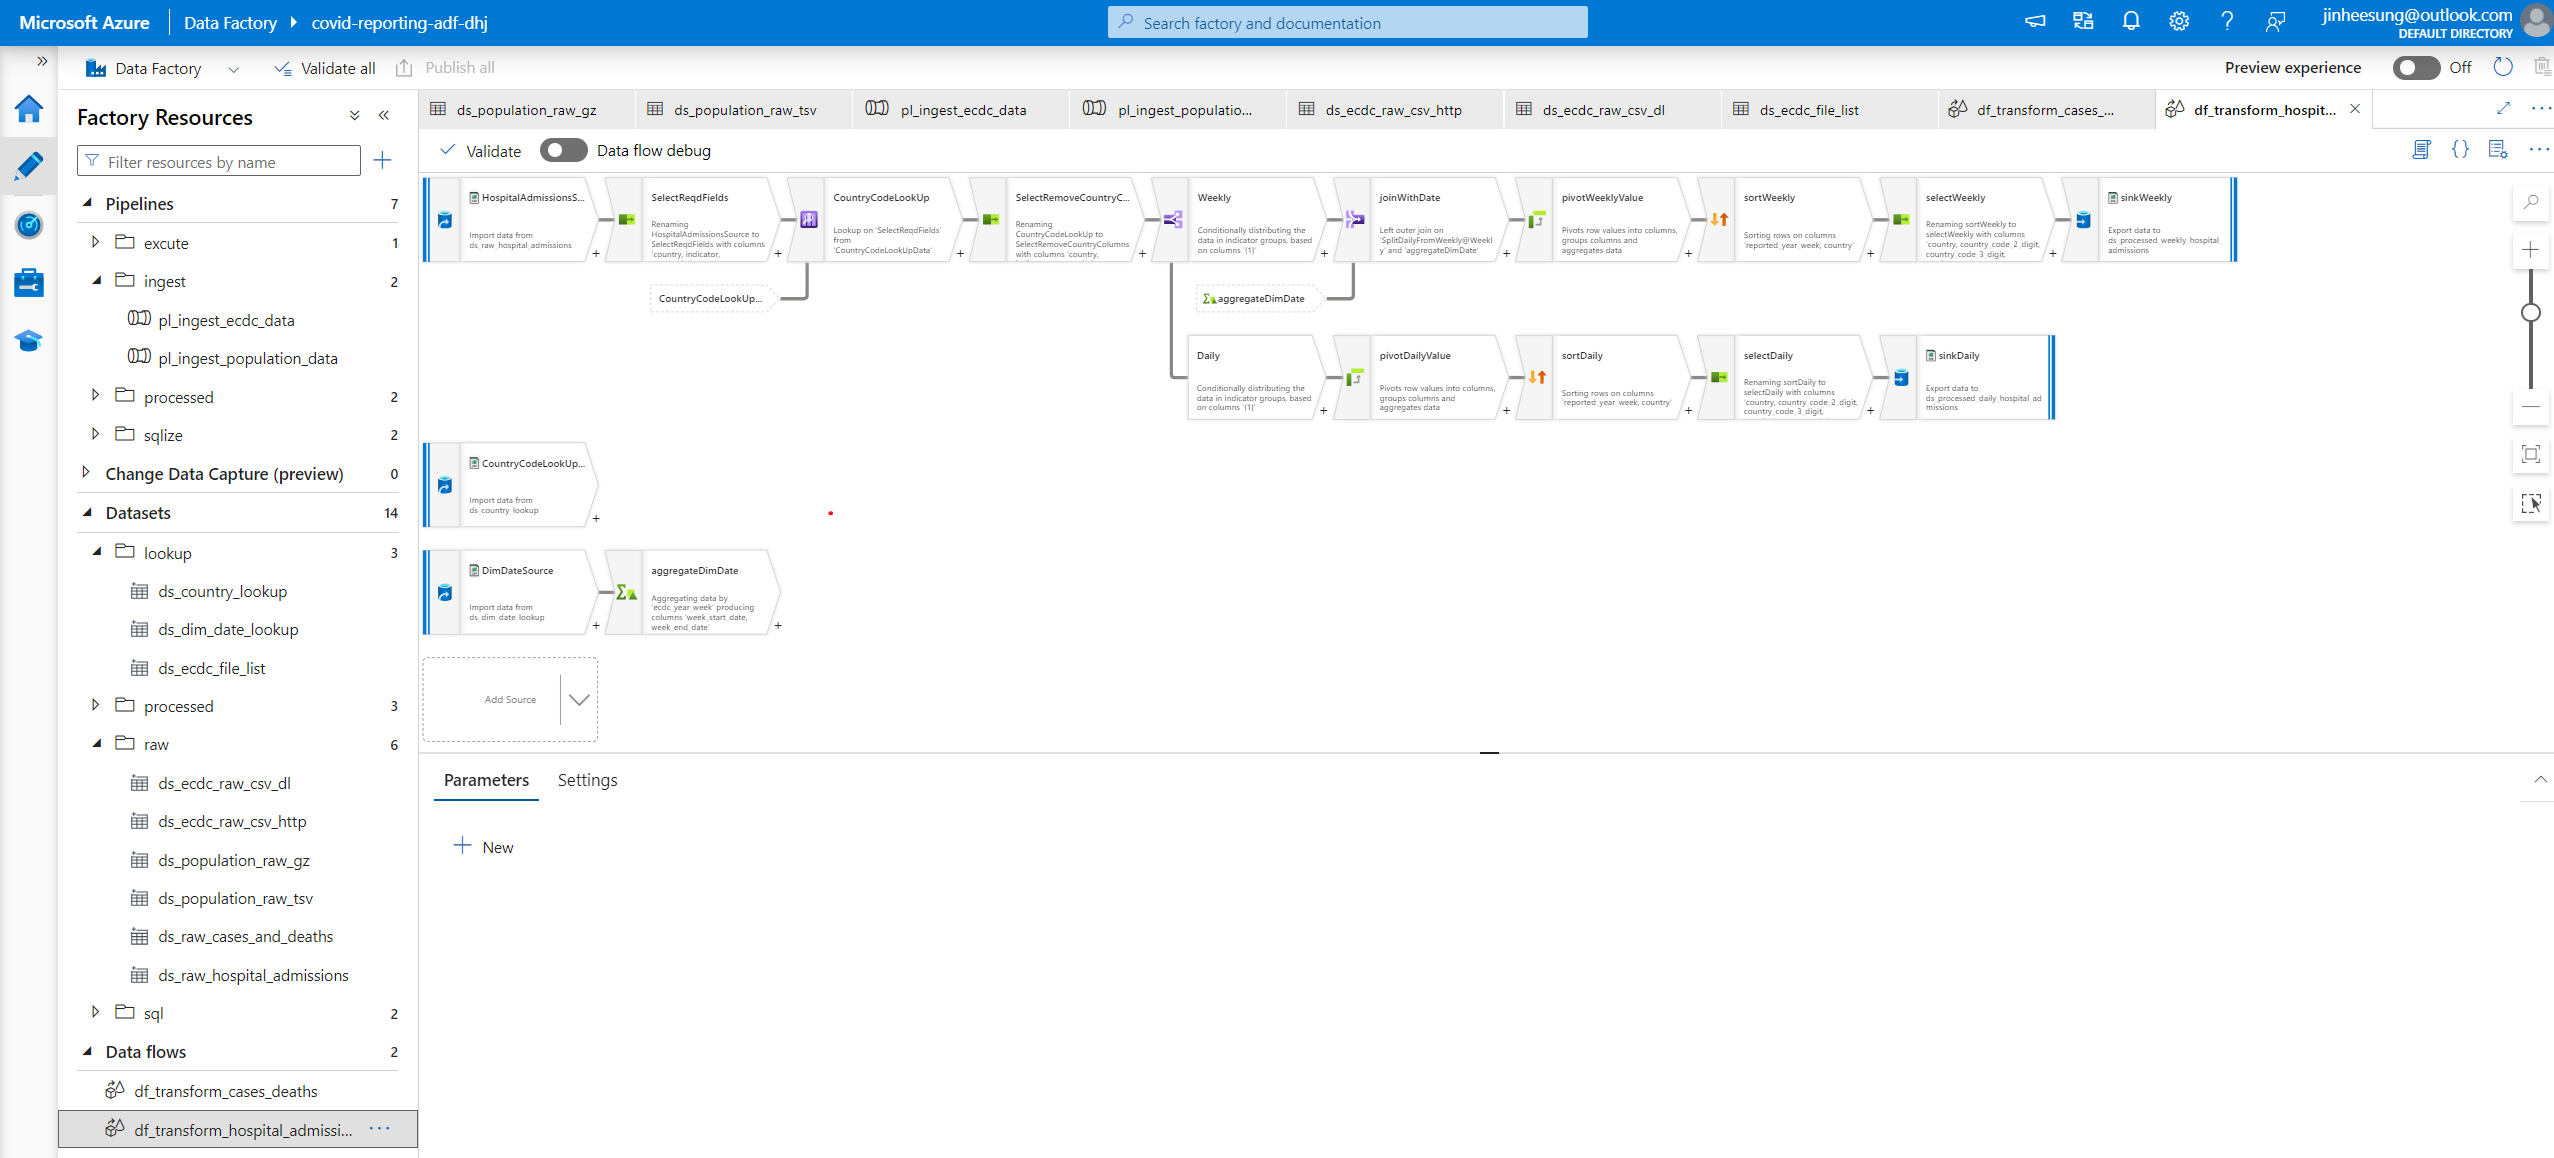 Microsoft Azure
Data Factory
covid-reporting-adf-dhj
Search factory and documentation
jinheesung@outlook.com
DEFAULT DIRECTORY
Data Factory
Validate all
Publish all
Preview experience
Off
Factory Resources
Filter resources by name
Pipelines 7
excute 1
ingest 2
pl_ingest_ecdc_data
pl_ingest_population_data
processed 2
sqlize 2
Change Data Capture (preview) 0
Datasets 14
lookup 3
ds_country_lookup
ds_dim_date_lookup
ds_ecdc_file_list
processed 3
raw 6
ds_ecdc_raw_csv_dl
ds_ecdc_raw_csv_http
ds_population_raw_gz
ds_population_raw_tsv
ds_raw_cases_and_deaths
ds_raw_hospital_admissions
sql 2
Data flows 2
df_transform_cases_deaths
df_transform_hospital_admissi...
ds_population_raw_gz
ds_population_raw_tsv
pl_ingest_ecdc_data
pl_ingest_populatio...
ds_ecdc_raw_csv_http
ds_ecdc_raw_csv_dl
ds_ecdc_file_list
df_transform_cases_...
df_transform_hospit...
Validate
Data flow debug
HospitalAdmissionsS...
Import data from
ds_raw_hospital_admissions
SelectReqdFields
Renaming
HospitalAdmissionsSource to
SelectReqdFields with columns
'country, indicator,
CountryCodeLookUp
Lookup on 'SelectReqdFields'
from
'CountryCodeLookUpData'
SelectRemoveCountryC...
Renaming
CountryCodeLookUp to
SelectRemoveCountryColumns
with columns 'country,
Weekly
Conditionally distributing the
data in indicator groups, based
on columns '(1)'
joinWithDate
Left outer join on
'SplitDailyFromWeekly@Weekl
y' and 'aggregateDimDate'
pivotWeeklyValue
Pivots row values into columns,
groups columns and
aggregates data
sortWeekly
Sorting rows on columns
'reported_year_week, country'
selectWeekly
Renaming sortWeekly to
selectWeekly with columns
'country, country_code_2_digit,
country_code_3_digit,
sinkWeekly
Export data to
ds_processed_weekly_hospital_
admissions
CountryCodeLookUp...
aggregateDimDate
Daily
Conditionally distributing the
data in indicator groups, based
on columns '(1)'
pivotDailyValue
Pivots row values into columns,
groups columns and
aggregates data
sortDaily
Sorting rows on columns
'reported_year_week, country'
selectDaily
Renaming sortDaily to
selectDaily with columns
'country, country_code_2_digit,
country_code_3_digit,
sinkDaily
Export data to
ds_processed_daily_hospital_ad
missions
CountryCodeLookUp...
Import data from
ds_country_lookup
DimDateSource
Import data from
ds_dim_date_lookup
aggregateDimDate
Aggregating data by
'ecdc_year_week' producing
columns 'week_start_date,
week_end_date'
Add Source
Parameters
Settings
New